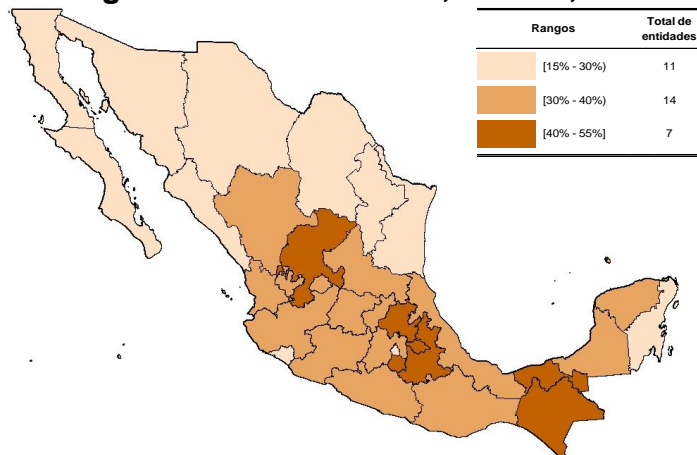 Rangos Total de entidades
[15% - 30%) 11
[30% - 40%) 14
[40% - 55%] 7